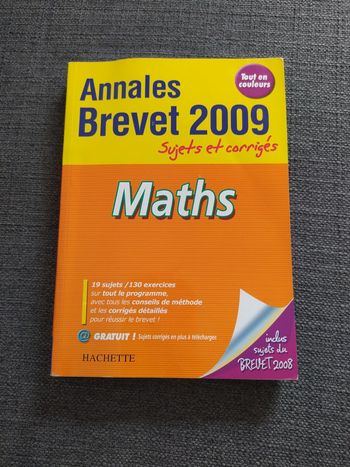 Tout en
couleurs
Annales
Brevet 2009
Sujets et corrigés
Maths
19 sujets / 130 exercices
sur tout le programme,
avec tous les conseils de méthode
et les corrigés détaillés
pour réussir le brevet !
@ GRATUIT ! Sujets corrigés en plus à télécharger
HACHETTE
inclus
sujets du
BREVET 2008